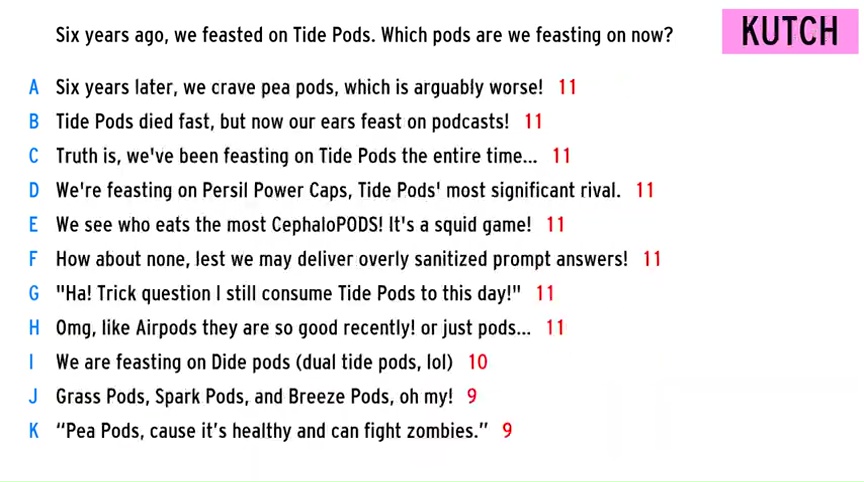 Six years ago, we feasted on Tide Pods. Which pods are we feasting on now?
KUTCH
A Six years later, we crave pea pods, which is arguably worse! 11
B Tide Pods died fast, but now our ears feast on podcasts! 11
C Truth is, we've been feasting on Tide Pods the entire time... 11
D We're feasting on Persil Power Caps, Tide Pods' most significant rival. 11
E We see who eats the most CephaloPODS! It's a squid game! 11
F How about none, lest we may deliver overly sanitized prompt answers! 11
G "Ha! Trick question I still consume Tide Pods to this day!" 11
H Omg, like Airpods they are so good recently! or just pods... 11
I We are feasting on Dide pods (dual tide pods, lol) 10
J Grass Pods, Spark Pods, and Breeze Pods, oh my! 9
K “Pea Pods, cause it’s healthy and can fight zombies.” 9